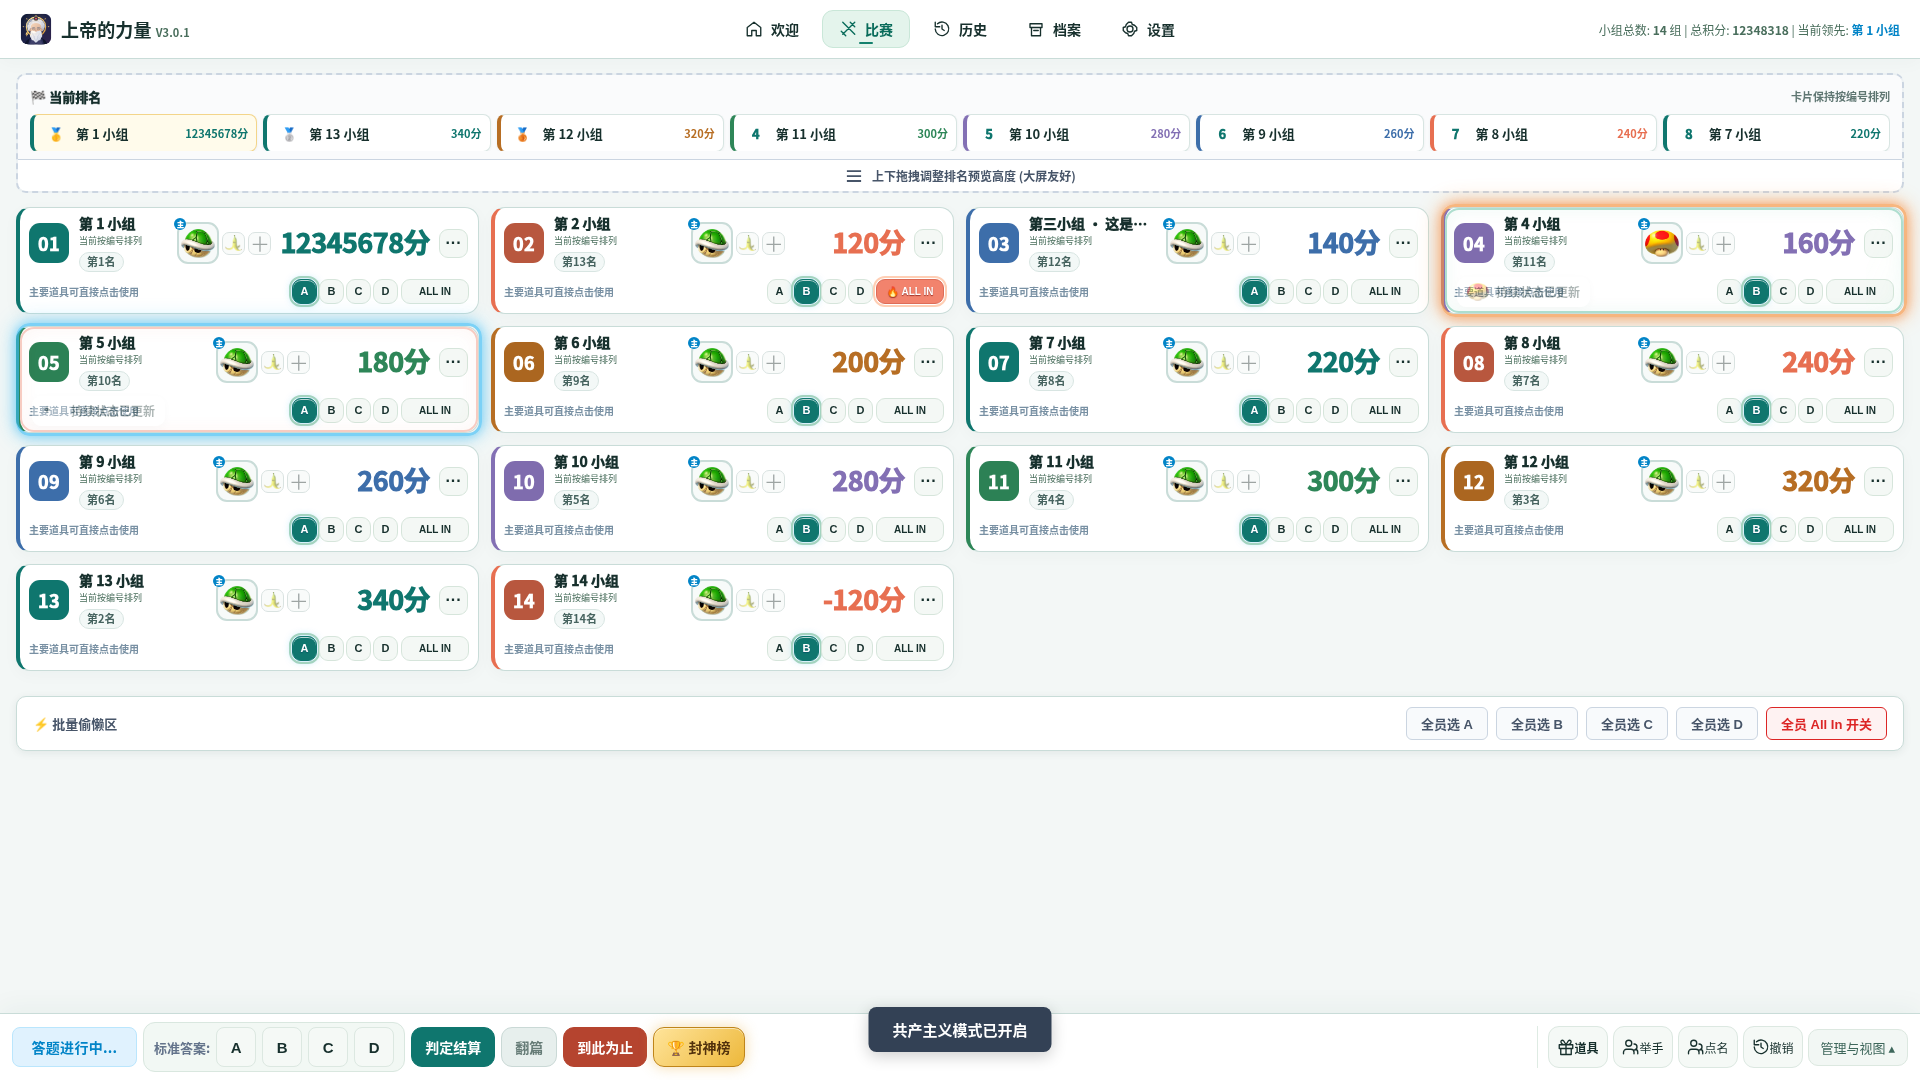 上帝的力量 V3.0.1
欢迎
比赛
历史
档案
设置
小组总数: 14 组 | 总积分: 12348318 | 当前领先: 第 1 小组
🏁 当前排名
卡片保持按编号排列
第 1 小组 12345678分
第 13 小组 340分
第 12 小组 320分
4 第 11 小组 300分
5 第 10 小组 280分
6 第 9 小组 260分
7 第 8 小组 240分
8 第 7 小组 220分
上下拖拽调整排名预览高度 (大屏友好)
01 第 1 小组 主 12345678分 ···
当前按编号排列
第1名
主要道具可直接点击使用 A B C D ALL IN
02 第 2 小组 主 120分 ···
当前按编号排列
第13名
主要道具可直接点击使用 A B C D 🔥 ALL IN
03 第三小组 · 这是··· 主 140分 ···
当前按编号排列
第12名
主要道具可直接点击使用 A B C D ALL IN
04 第 4 小组 主 160分 ···
当前按编号排列
第11名
A B C D ALL IN
05 第 5 小组 主 180分 ···
当前按编号排列
第10名
A B C D ALL IN
06 第 6 小组 主 200分 ···
当前按编号排列
第9名
主要道具可直接点击使用 A B C D ALL IN
07 第 7 小组 主 220分 ···
当前按编号排列
第8名
主要道具可直接点击使用 A B C D ALL IN
08 第 8 小组 主 240分 ···
当前按编号排列
第7名
主要道具可直接点击使用 A B C D ALL IN
09 第 9 小组 主 260分 ···
当前按编号排列
第6名
主要道具可直接点击使用 A B C D ALL IN
10 第 10 小组 主 280分 ···
当前按编号排列
第5名
主要道具可直接点击使用 A B C D ALL IN
11 第 11 小组 主 300分 ···
当前按编号排列
第4名
主要道具可直接点击使用 A B C D ALL IN
12 第 12 小组 主 320分 ···
当前按编号排列
第3名
主要道具可直接点击使用 A B C D ALL IN
13 第 13 小组 主 340分 ···
当前按编号排列
第2名
主要道具可直接点击使用 A B C D ALL IN
14 第 14 小组 主 -120分 ···
当前按编号排列
第14名
主要道具可直接点击使用 A B C D ALL IN
⚡ 批量偷懒区
全员选 A
全员选 B
全员选 C
全员选 D
全员 All In 开关
共产主义模式已开启
答题进行中...
标准答案: A B C D
判定结算
翻篇
到此为止
🏆 封神榜
道具
举手
点名
撤销
管理与视图 ▴